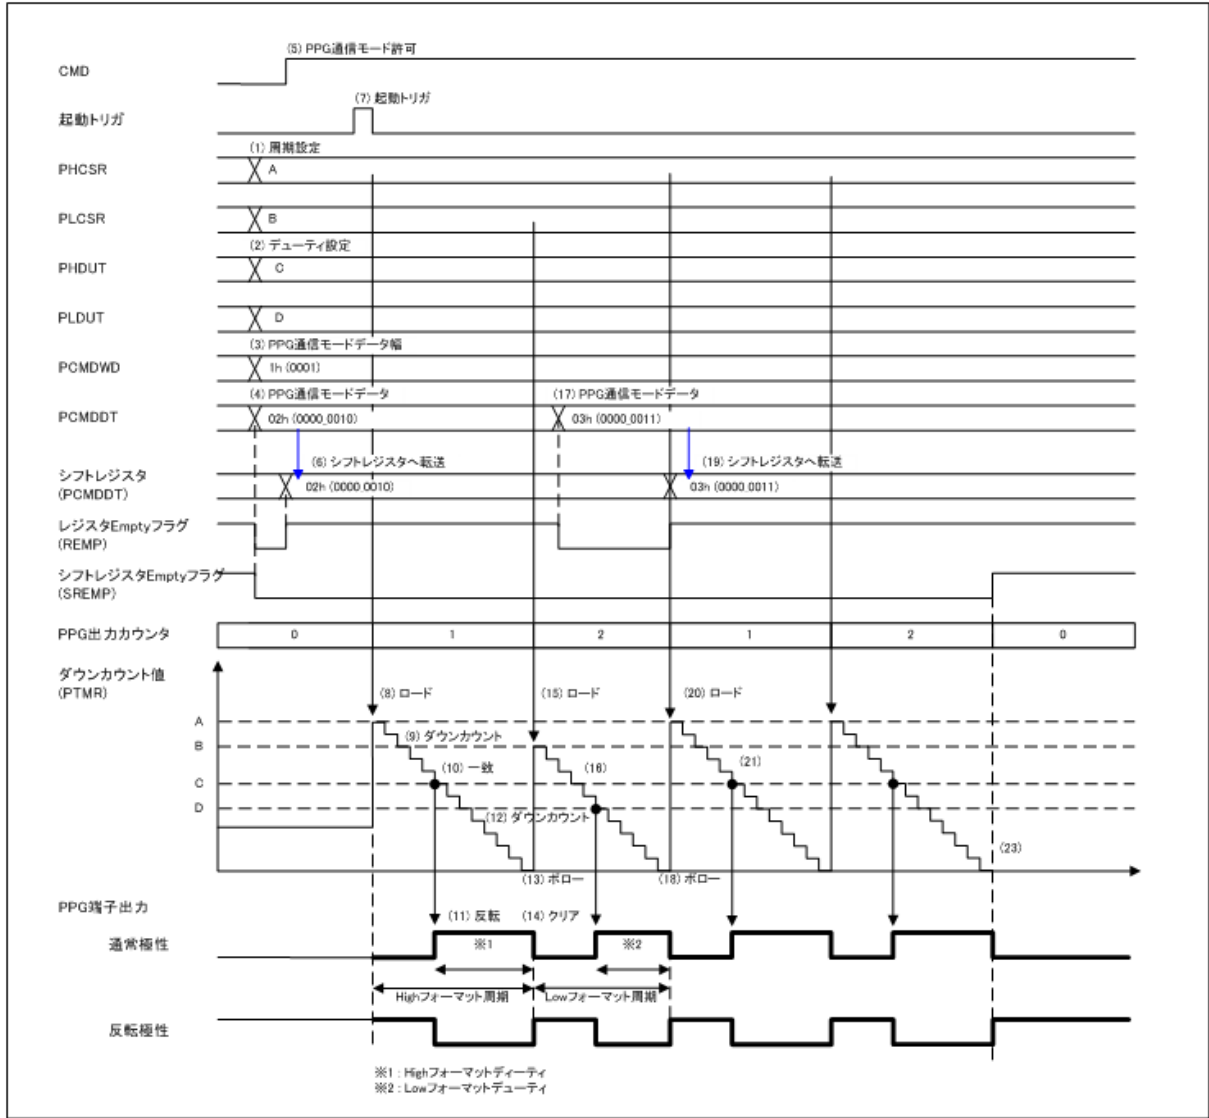 (5) PPG通信モード許可
CMD
(7) 起動トリガ
起動トリガ
(1) 周期設定
PHCSR A
PLCSR B
(2) デューティ設定
PHDUT C
PLDUT D
(3) PPG通信モードデータ幅
PCMDWD 1h (0001)
(4) PPG通信モードデータ (17) PPG通信モードデータ
PCMDDT 02h (0000_0010) 03h (0000_0011)
(6) シフトレジスタへ転送 (19) シフトレジスタへ転送
シフトレジスタ
(PCMDDT) 02h (0000_0010) 03h (0000_0011)
レジスタEmptyフラグ
(REMP)
シフトレジスタEmptyフラグ
(SREMP)
PPG出力カウンタ 0 1 2 1 2 0
ダウンカウント値
(PTMR)
(8) ロード (15) ロード (20) ロード
A
(9) ダウンカウント
B
(10) 一致 (16) (21)
C
D
(12) ダウンカウント
(23)
(13) ボロー (18) ボロー
PPG端子出力
(11) 反転 (14) クリア
通常極性 ※1 ※2
Highフォーマット周期 Lowフォーマット周期
反転極性
※1 : Highフォーマットディーティ
※2 : Lowフォーマットデューティ